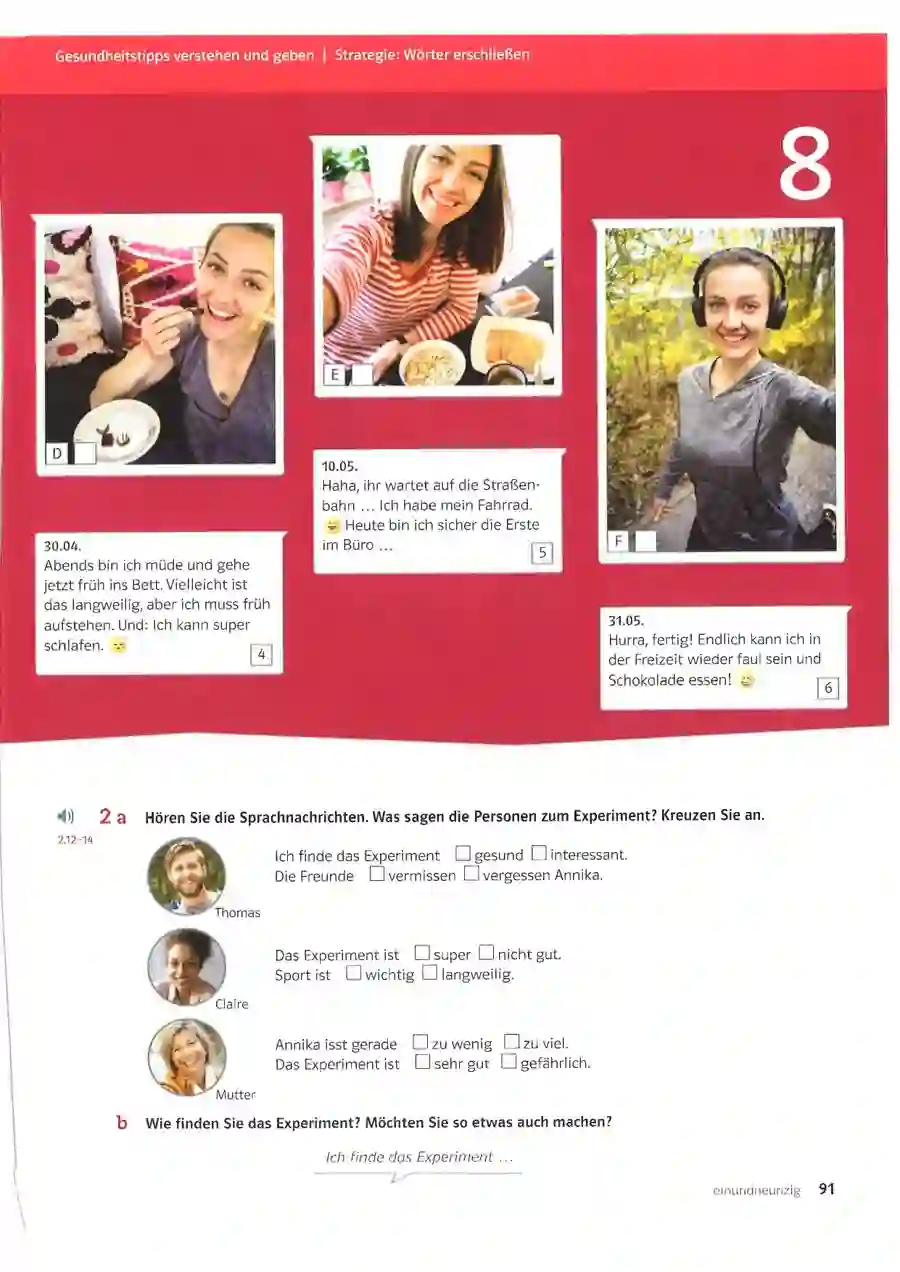 Gesundheitstipps verstehen und geben | Strategie: Wörter erschließen
8
D
E
F
30.04.
Abends bin ich müde und gehe
jetzt früh ins Bett. Vielleicht ist
das langweilig, aber ich muss früh
aufstehen. Und: Ich kann super
schlafen.
4
10.05.
Haha, ihr wartet auf die Straßen-
bahn ... Ich habe mein Fahrrad.
Heute bin ich sicher die Erste
im Büro ...
5
31.05.
Hurra, fertig! Endlich kann ich in
der Freizeit wieder faul sein und
Schokolade essen!
6
2 a Hören Sie die Sprachnachrichten. Was sagen die Personen zum Experiment? Kreuzen Sie an.
2.12–14
Ich finde das Experiment ☐ gesund ☐ interessant.
Die Freunde ☐ vermissen ☐ vergessen Annika.
Thomas
Das Experiment ist ☐ super ☐ nicht gut.
Sport ist ☐ wichtig ☐ langweilig.
Claire
Annika isst gerade ☐ zu wenig ☐ zu viel.
Das Experiment ist ☐ sehr gut ☐ gefährlich.
Mutter
b Wie finden Sie das Experiment? Möchten Sie so etwas auch machen?
Ich finde das Experiment ...
einundneunzig 91